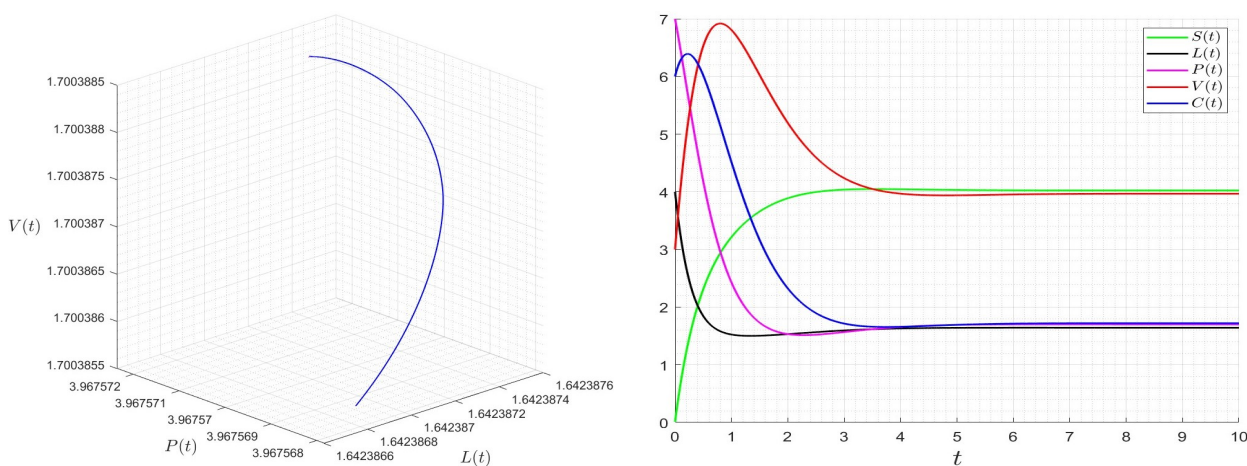 1.7003885
1.700388
1.7003875
1.700387
1.7003865
1.700386
1.7003855
V(t)
3.967572
3.967571
3.96757
3.967569
3.967568
P(t)
1.6423866
1.6423868
1.642387
1.6423872
1.6423874
1.6423876
L(t)
7
6
5
4
3
2
1
0
0 1 2 3 4 5 6 7 8 9 10
t
S(t)
L(t)
P(t)
V(t)
C(t)